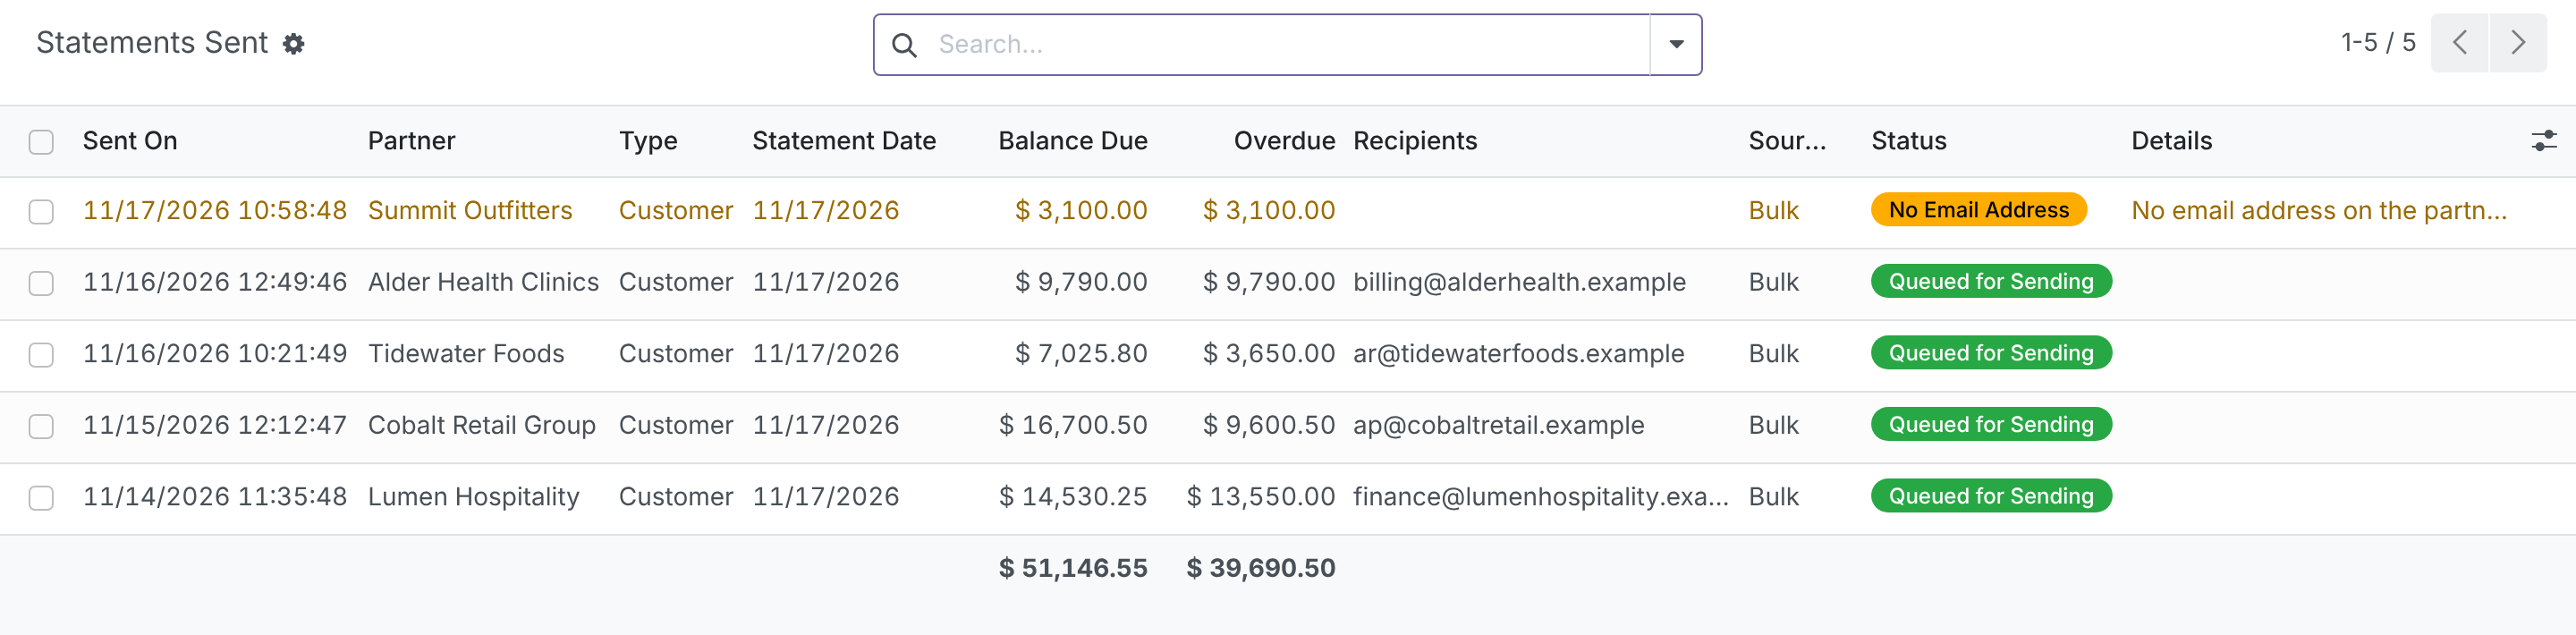 Statements Sent
Search...
1-5 / 5
Sent On Partner Type Statement Date Balance Due Overdue Recipients Sour... Status Details
11/17/2026 10:58:48 Summit Outfitters Customer 11/17/2026 $ 3,100.00 $ 3,100.00 Bulk No Email Address No email address on the partn...
11/16/2026 12:49:46 Alder Health Clinics Customer 11/17/2026 $ 9,790.00 $ 9,790.00 billing@alderhealth.example Bulk Queued for Sending
11/16/2026 10:21:49 Tidewater Foods Customer 11/17/2026 $ 7,025.80 $ 3,650.00 ar@tidewaterfoods.example Bulk Queued for Sending
11/15/2026 12:12:47 Cobalt Retail Group Customer 11/17/2026 $ 16,700.50 $ 9,600.50 ap@cobaltretail.example Bulk Queued for Sending
11/14/2026 11:35:48 Lumen Hospitality Customer 11/17/2026 $ 14,530.25 $ 13,550.00 finance@lumenhospitality.exa... Bulk Queued for Sending
$ 51,146.55 $ 39,690.50